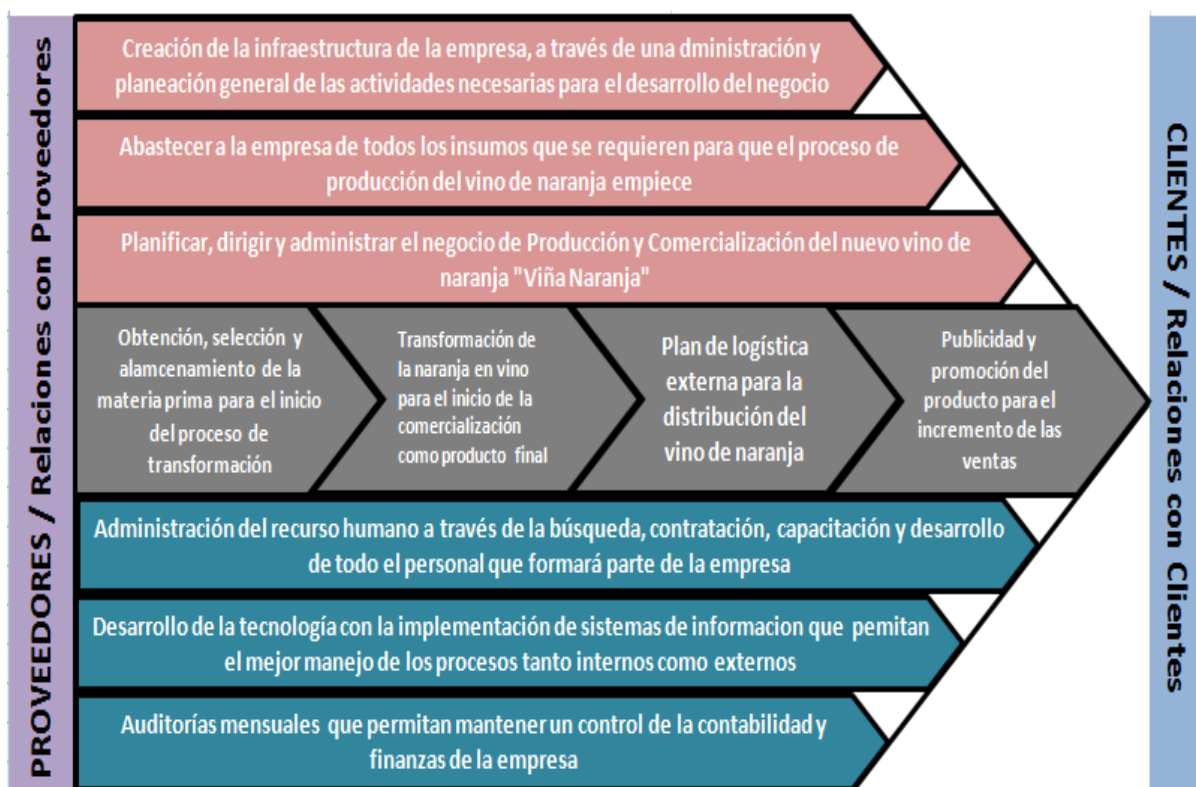 PROVEEDORES / Relaciones con Proveedores
Creación de la infraestructura de la empresa, a través de una dministración y
planeación general de las actividades necesarias para el desarrollo del negocio
Abastecer a la empresa de todos los insumos que se requieren para que el proceso de
producción del vino de naranja empiece
Planificar, dirigir y administrar el negocio de Producción y Comercialización del nuevo vino de
naranja "Viña Naranja"
Obtención, selección y
alamcenamiento de la
materia prima para el inicio
del proceso de
transformación
Transformación de
la naranja en vino
para el inicio de la
comercialización
como producto final
Plan de logística
externa para la
distribución del
vino de naranja
Publicidad y
promoción del
producto para el
incremento de las
ventas
Administración del recurso humano a través de la búsqueda, contratación, capacitación y desarrollo
de todo el personal que formará parte de la empresa
Desarrollo de la tecnología con la implementación de sistemas de informacion que pemitan
el mejor manejo de los procesos tanto internos como externos
Auditorías mensuales que permitan mantener un control de la contabilidad y
finanzas de la empresa
CLIENTES / Relaciones con Clientes